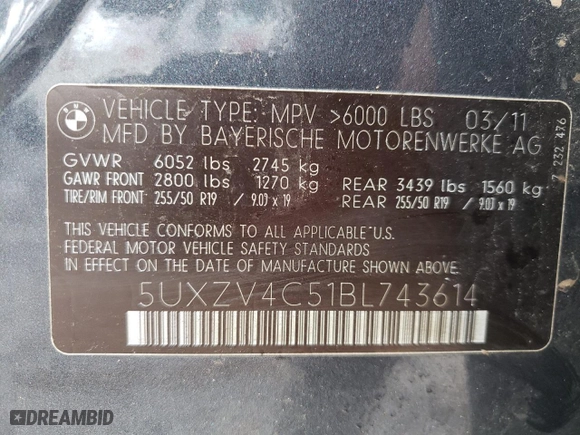 BMW
VEHICLE TYPE: MPV >6000 LBS 03/11
MFD BY BAYERISCHE MOTORENWERKE AG
GVWR 6052 lbs 2745 kg
GAWR FRONT 2800 lbs 1270 kg REAR 3439 lbs 1560 kg
TIRE/RIM FRONT 255/50 R19 / 9.0J × 19 REAR 255/50 R19 / 9.0J × 19
THIS VEHICLE CONFORMS TO ALL APPLICABLE U.S.
FEDERAL MOTOR VEHICLE SAFETY STANDARDS
IN EFFECT ON THE DATE OF MANUFACTURE SHOWN ABOVE.
5UXZV4C51BL743614
7 232 476
DREAMBID